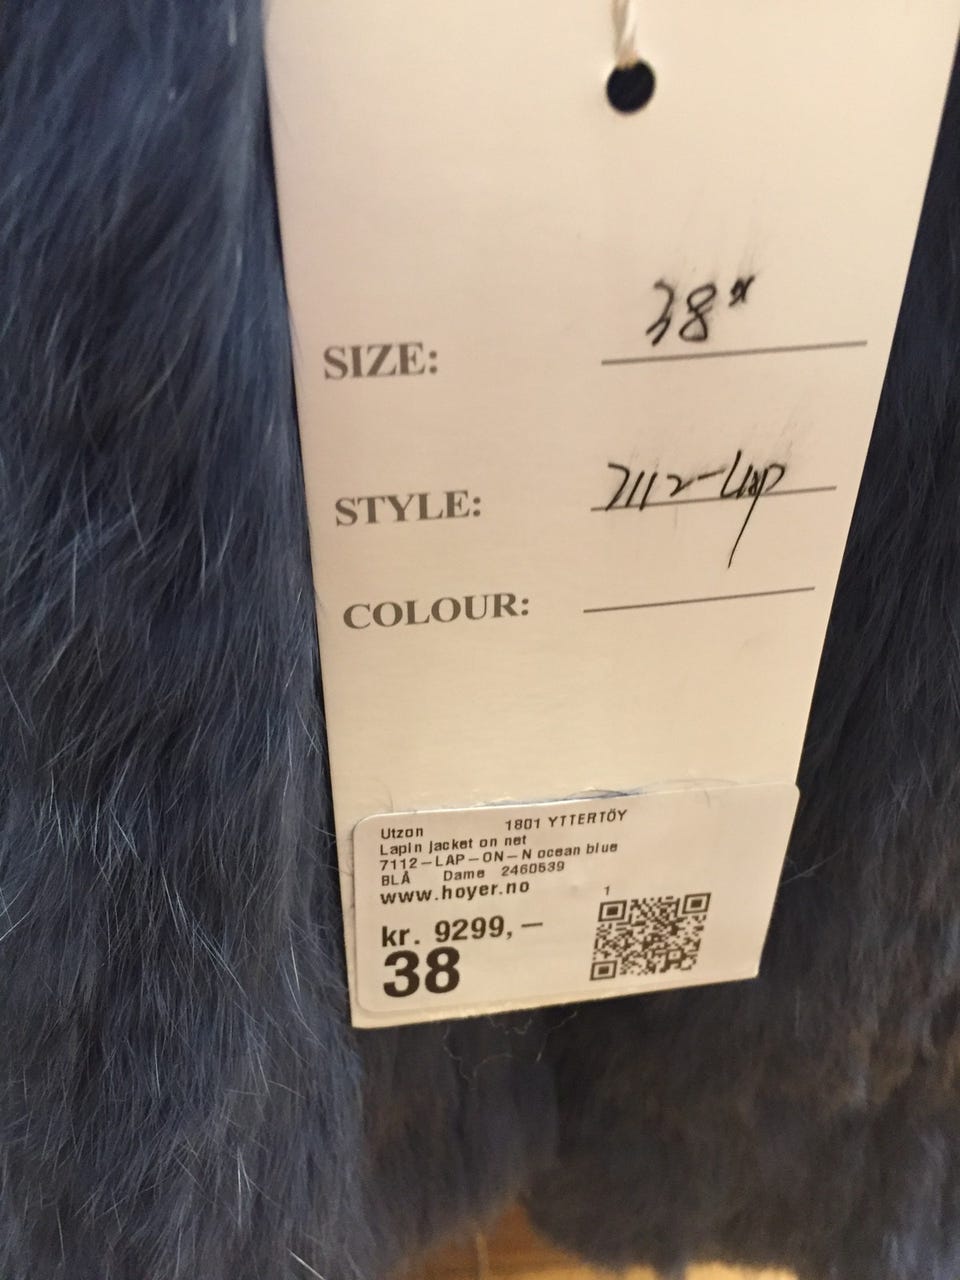 SIZE: 38"
STYLE: 7112-Lap
COLOUR:
Utzon 1801 YTTERTÖY
Lapin jacket on net
7112-LAP-ON-N ocean blue
BLÅ Dame 2460539
www.hoyer.no
1
kr. 9299,-
38